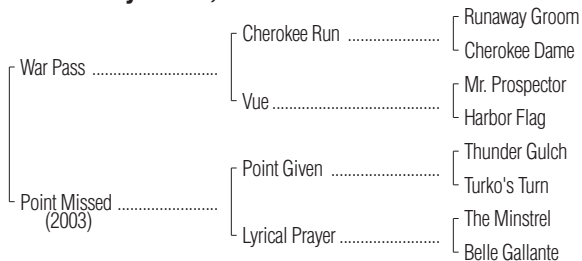 Runaway Groom
Cherokee Run ....................
Cherokee Dame
War Pass ...........................
Mr. Prospector
Vue ................................
Harbor Flag
Thunder Gulch
Point Given .....................
Turko's Turn
Point Missed .....................
(2003)
The Minstrel
Lyrical Prayer ..................
Belle Gallante